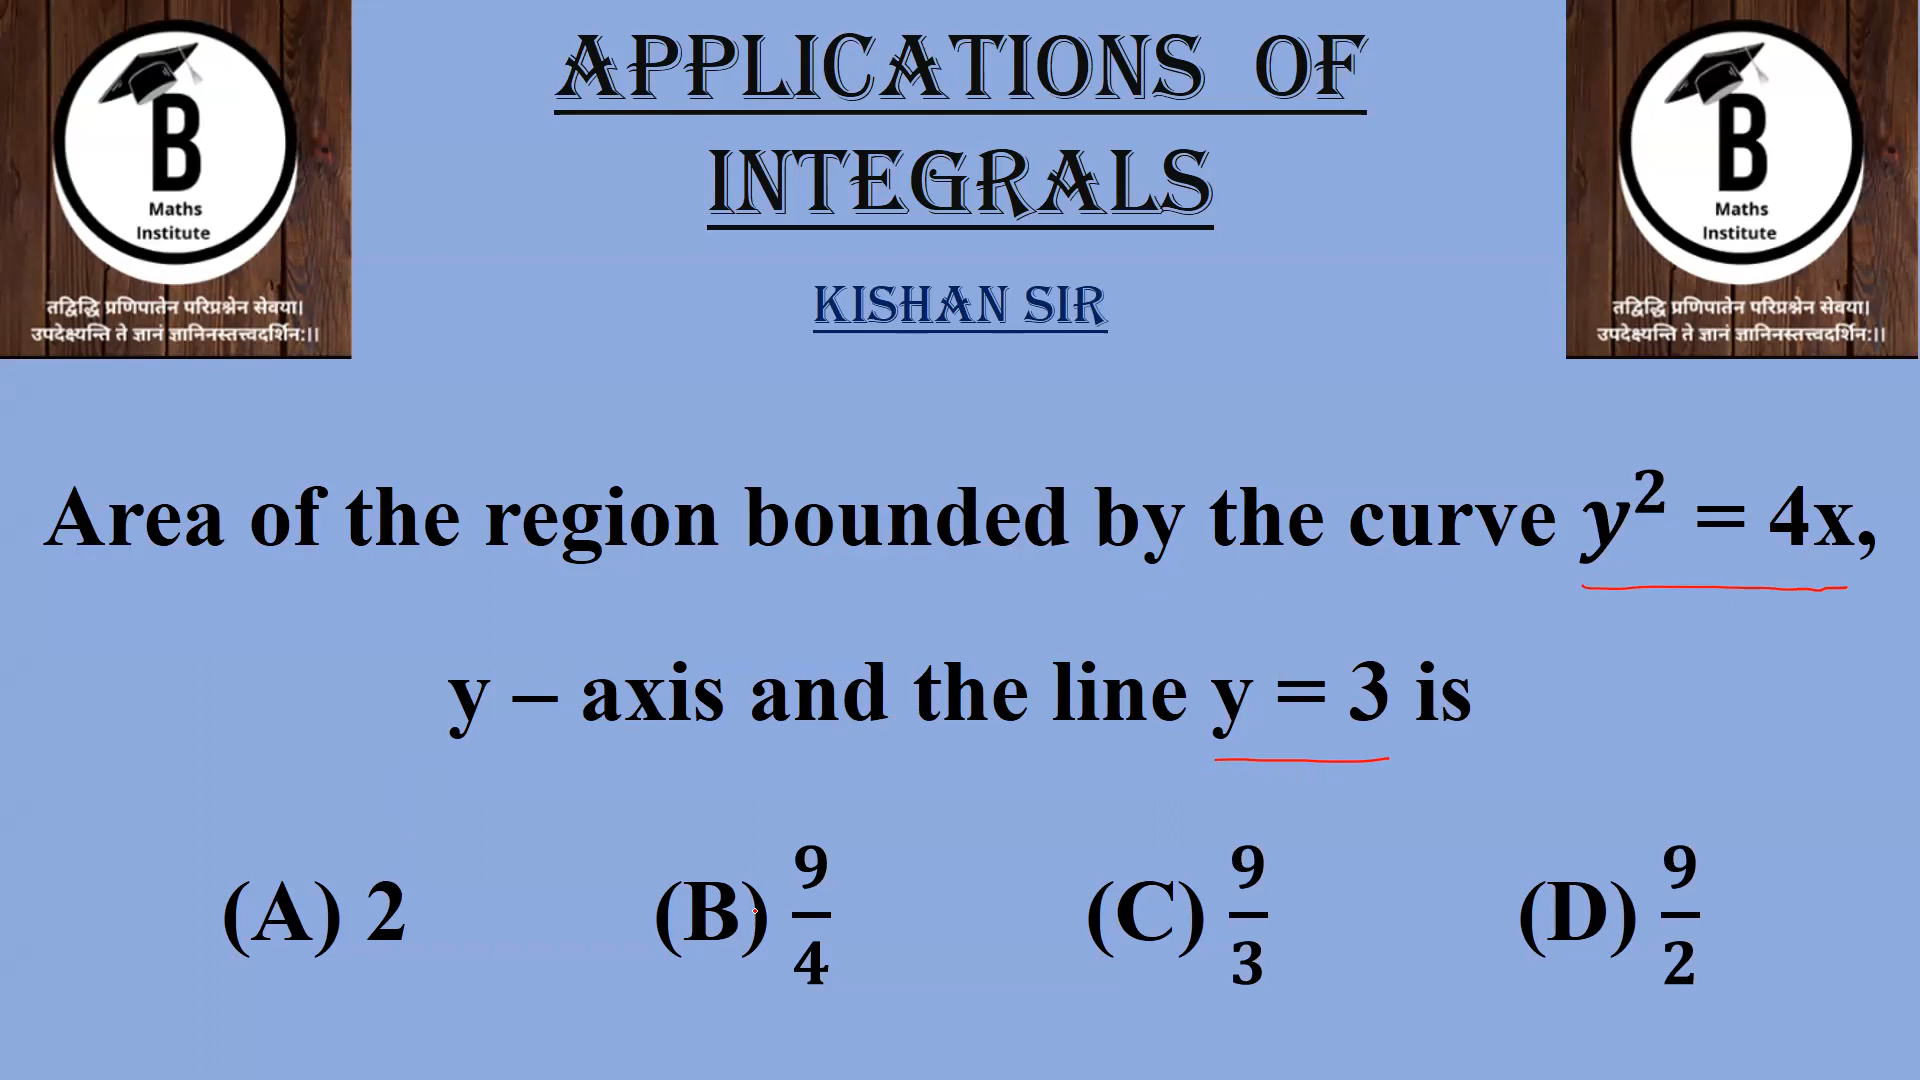 APPLICATIONS OF
INTEGRALS
KISHAN SIR
B
Maths
Institute
तद्विद्धि प्रणिपातेन परिप्रश्नेन सेवया।
उपदेक्ष्यन्ति ते ज्ञानं ज्ञानिनस्तत्त्वदर्शिन:।।
B
Maths
Institute
तद्विद्धि प्रणिपातेन परिप्रश्नेन सेवया।
उपदेक्ष्यन्ति ते ज्ञानं ज्ञानिनस्तत्त्वदर्शिन:।।
Area of the region bounded by the curve y² = 4x,
y – axis and the line y = 3 is
(A) 2 (B) 9/4 (C) 9/3 (D) 9/2